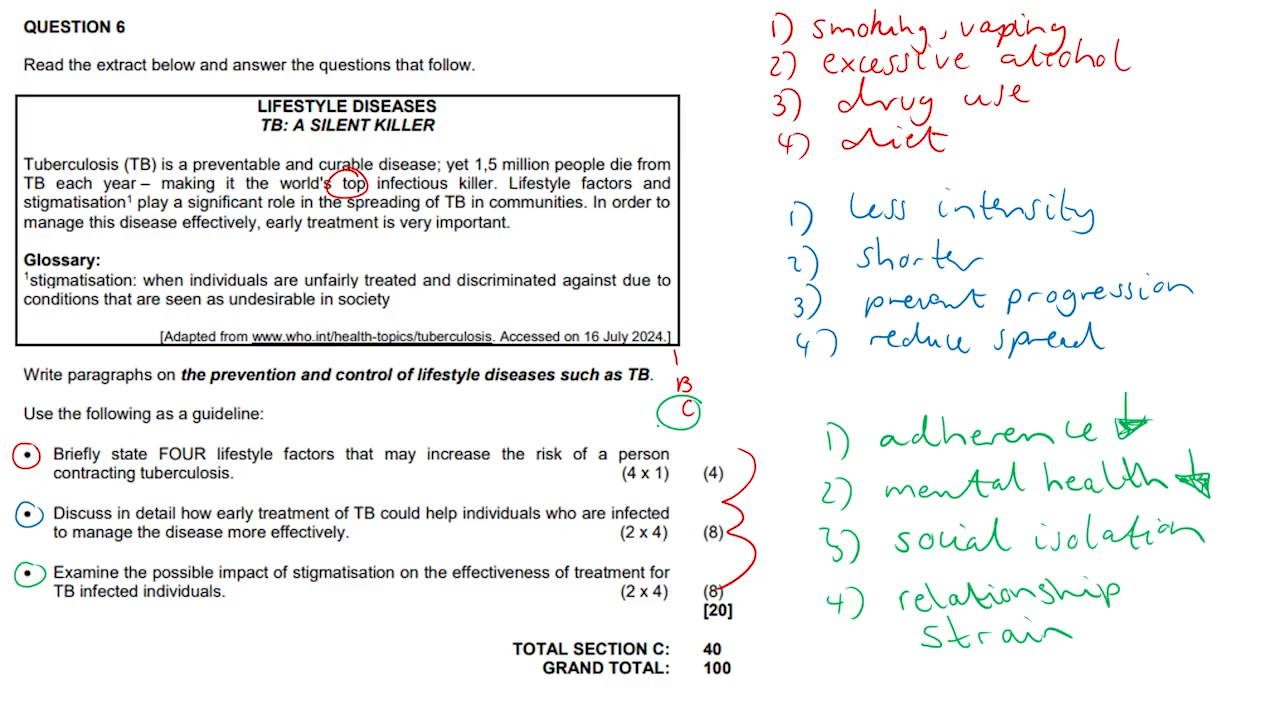 QUESTION 6
Read the extract below and answer the questions that follow.
LIFESTYLE DISEASES
TB: A SILENT KILLER
Tuberculosis (TB) is a preventable and curable disease; yet 1,5 million people die from
TB each year – making it the world's top infectious killer. Lifestyle factors and
stigmatisation¹ play a significant role in the spreading of TB in communities. In order to
manage this disease effectively, early treatment is very important.
Glossary:
¹stigmatisation: when individuals are unfairly treated and discriminated against due to
conditions that are seen as undesirable in society
[Adapted from www.who.int/health-topics/tuberculosis. Accessed on 16 July 2024.]
Write paragraphs on the prevention and control of lifestyle diseases such as TB.
Use the following as a guideline:
• Briefly state FOUR lifestyle factors that may increase the risk of a person
contracting tuberculosis. (4 x 1) (4)
• Discuss in detail how early treatment of TB could help individuals who are infected
to manage the disease more effectively. (2 x 4) (8)
• Examine the possible impact of stigmatisation on the effectiveness of treatment for
TB infected individuals. (2 x 4) (8)
[20]
TOTAL SECTION C: 40
GRAND TOTAL: 100
1) smoking, vaping
2) excessive alcohol
3) drug use
4) diet
1) less intensity
2) shorter
3) prevent progression
4) reduce spread
B
C
1) adherence ↓
2) mental health ↓
3) social isolation
4) relationship
strain